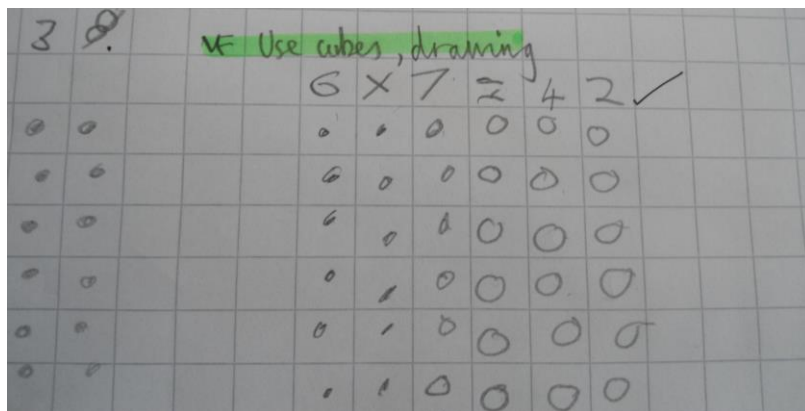 3 8. VF Use cubes, drawing
6 x 7 = 42 ✓